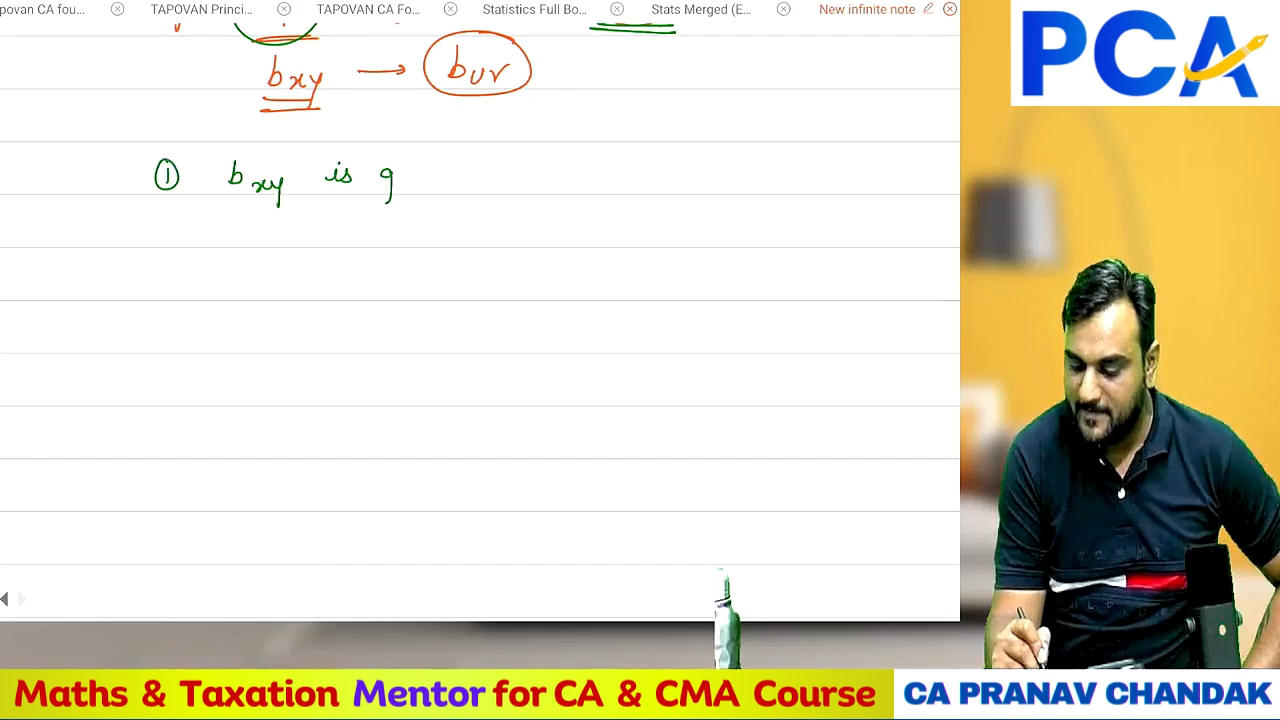 povan CA fou...
TAPOVAN Princi...
TAPOVAN CA Fo...
Statistics Full Bo...
Stats Merged (E...
New infinite note
PCA
bxy → buv
① bxy is g
Maths & Taxation Mentor for CA & CMA Course
CA PRANAV CHANDAK